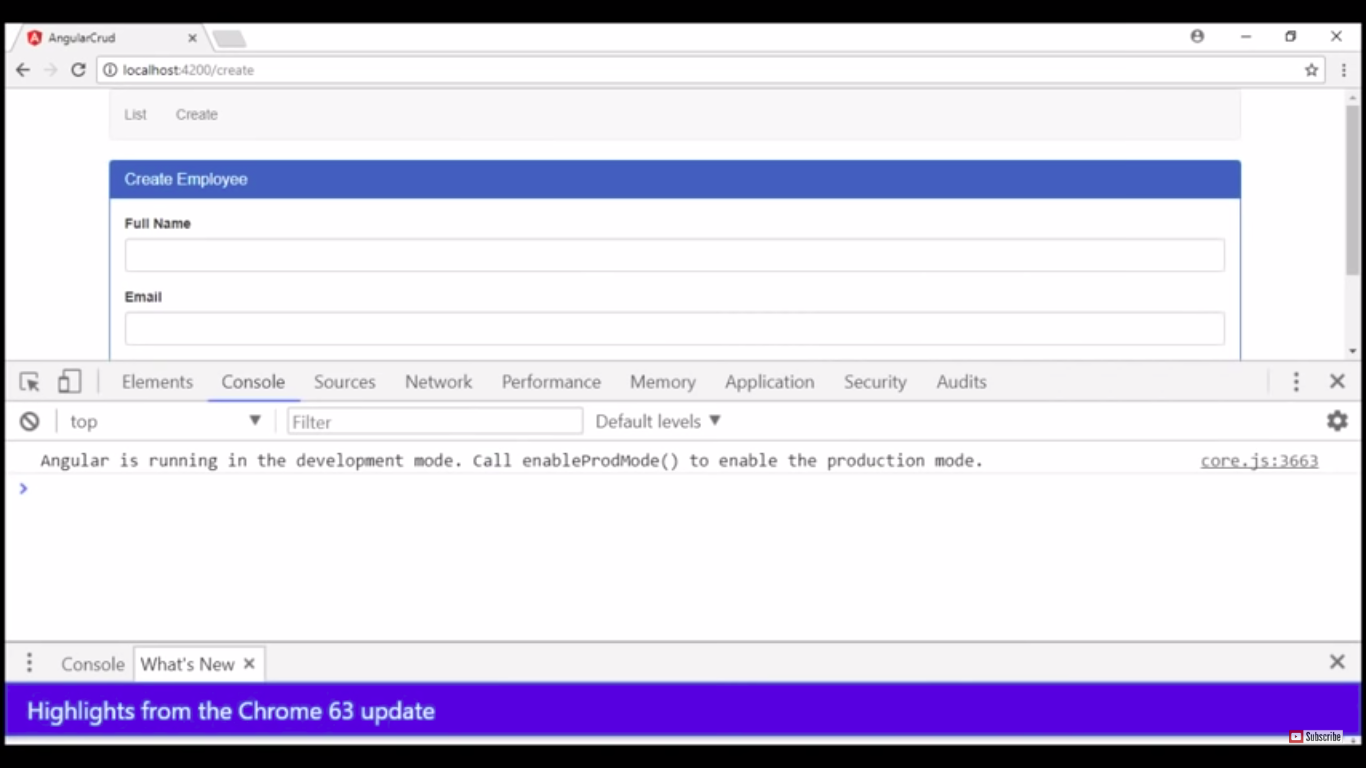 AngularCrud
localhost:4200/create
List Create
Create Employee
Full Name
Email
Elements Console Sources Network Performance Memory Application Security Audits
top Filter Default levels
Angular is running in the development mode. Call enableProdMode() to enable the production mode. core.js:3663
Console What's New
Highlights from the Chrome 63 update
Subscribe